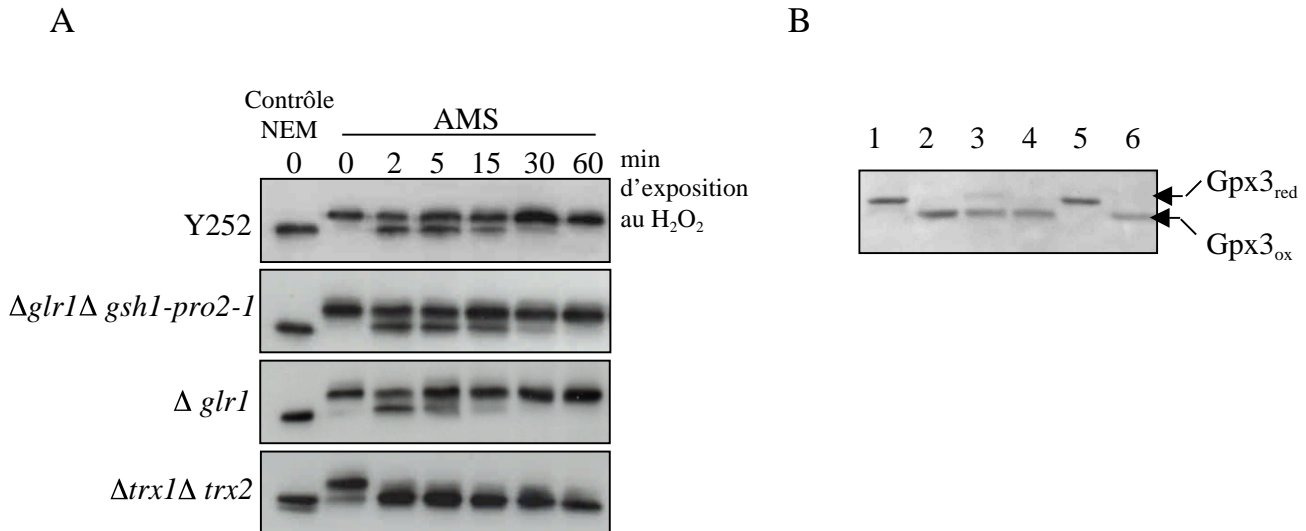 A
B
Contrôle
NEM
AMS
0 0 2 5 15 30 60 min
d'exposition
au H₂O₂
Y252
Δglr1Δ gsh1-pro2-1
Δ glr1
Δtrx1Δ trx2
1 2 3 4 5 6
Gpx3red
Gpx3ox